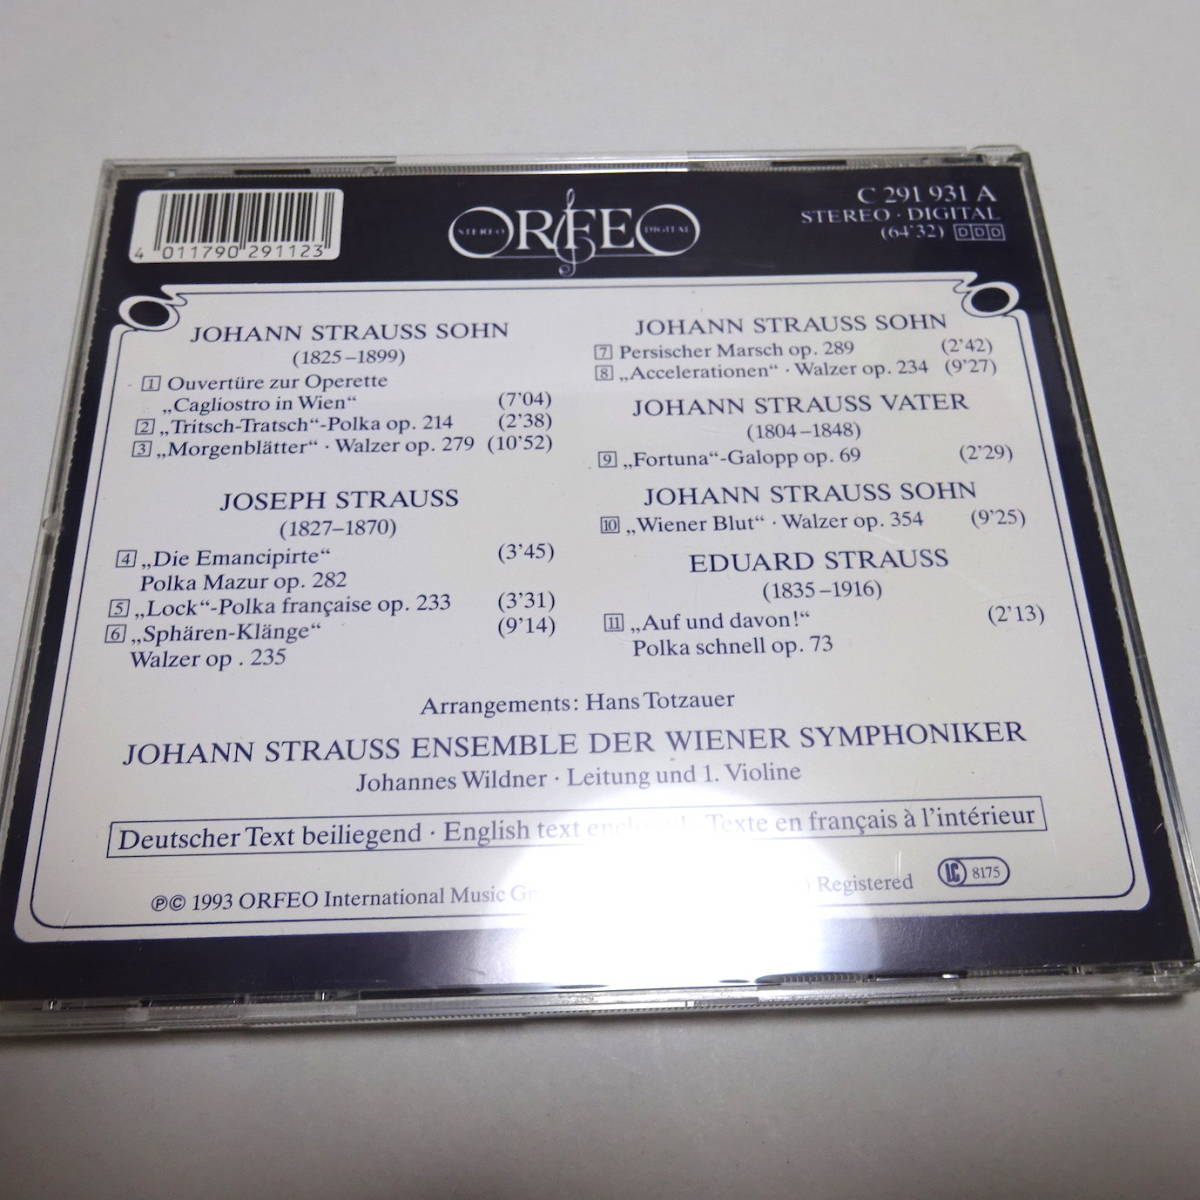 4 011790 291123
STEREO ORFEO DIGITAL
C 291 931 A
STEREO · DIGITAL
(64'32) DDD
JOHANN STRAUSS SOHN
(1825–1899)
1 Ouvertüre zur Operette
„Cagliostro in Wien“ (7'04)
2 „Tritsch-Tratsch“-Polka op. 214 (2'38)
3 „Morgenblätter“ · Walzer op. 279 (10'52)
JOSEPH STRAUSS
(1827–1870)
4 „Die Emancipirte“ (3'45)
Polka Mazur op. 282
5 „Lock“-Polka française op. 233 (3'31)
6 „Sphären-Klänge“ (9'14)
Walzer op . 235
JOHANN STRAUSS SOHN
7 Persischer Marsch op. 289 (2'42)
8 „Accelerationen“ · Walzer op. 234 (9'27)
JOHANN STRAUSS VATER
(1804–1848)
9 „Fortuna“-Galopp op. 69 (2'29)
JOHANN STRAUSS SOHN
10 „Wiener Blut“ · Walzer op. 354 (9'25)
EDUARD STRAUSS
(1835–1916)
11 „Auf und davon!“ (2'13)
Polka schnell op. 73
Arrangements: Hans Totzauer
JOHANN STRAUSS ENSEMBLE DER WIENER SYMPHONIKER
Johannes Wildner · Leitung und 1. Violine
Deutscher Text beiliegend · English text enclosed · Texte en français à l'intérieur
℗© 1993 ORFEO International Music Registered LC 8175